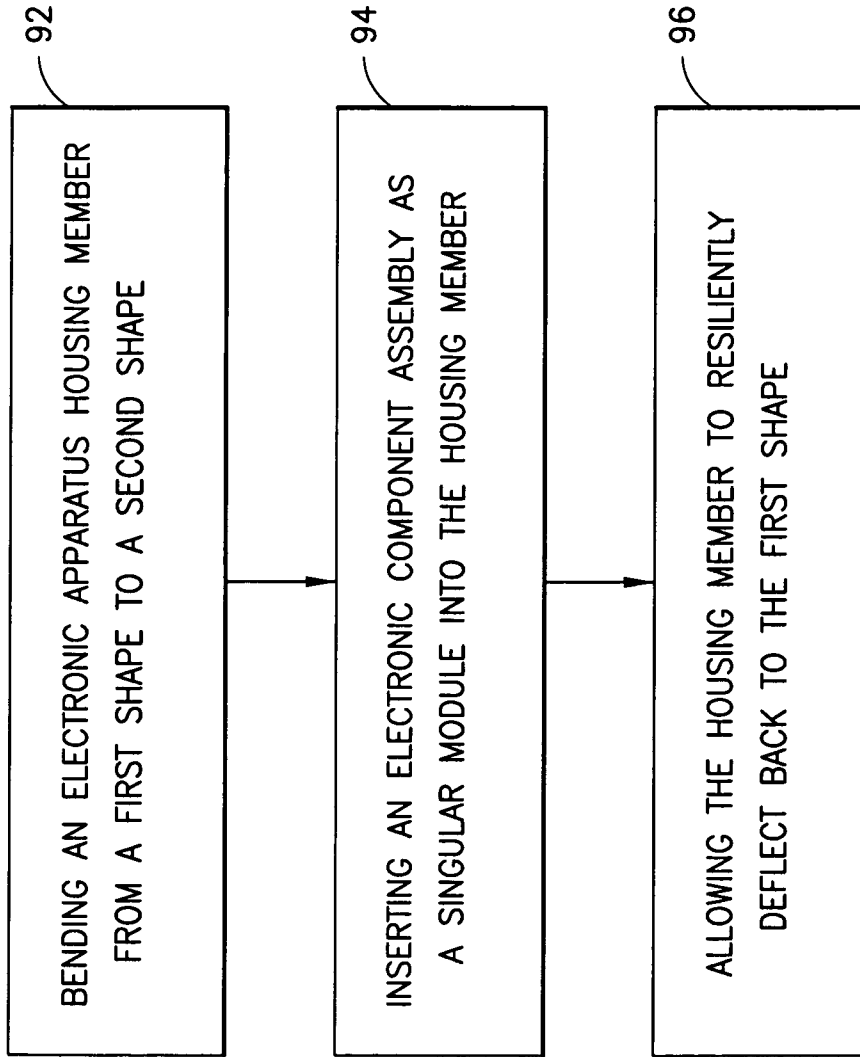 92
BENDING AN ELECTRONIC APPARATUS HOUSING MEMBER
FROM A FIRST SHAPE TO A SECOND SHAPE
94
INSERTING AN ELECTRONIC COMPONENT ASSEMBLY AS
A SINGULAR MODULE INTO THE HOUSING MEMBER
96
ALLOWING THE HOUSING MEMBER TO RESILIENTLY
DEFLECT BACK TO THE FIRST SHAPE